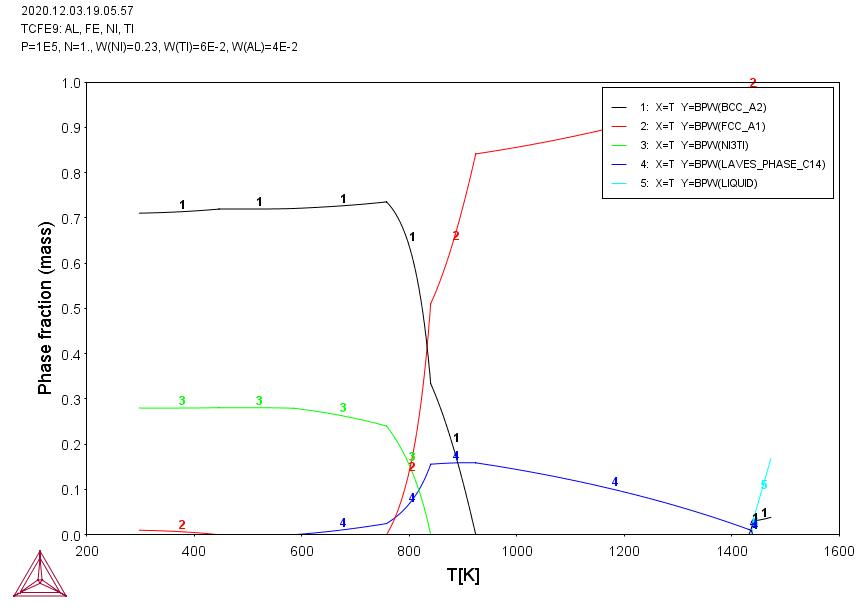 2020.12.03.19.05.57
TCFE9: AL, FE, NI, TI
P=1E5, N=1., W(NI)=0.23, W(TI)=6E-2, W(AL)=4E-2
1.0
0.9
0.8
0.7
0.6
0.5
0.4
0.3
0.2
0.1
0.0
Phase fraction (mass)
2
1: X=T Y=BPW(BCC_A2)
2: X=T Y=BPW(FCC_A1)
3: X=T Y=BPW(NI3TI)
4: X=T Y=BPW(LAVES_PHASE_C14)
5: X=T Y=BPW(LIQUID)
1 1 1
1
2
3 3 3
1
3 4
2
4
4
5
1 1
2 4
4
200 400 600 800 1000 1200 1400 1600
T[K]